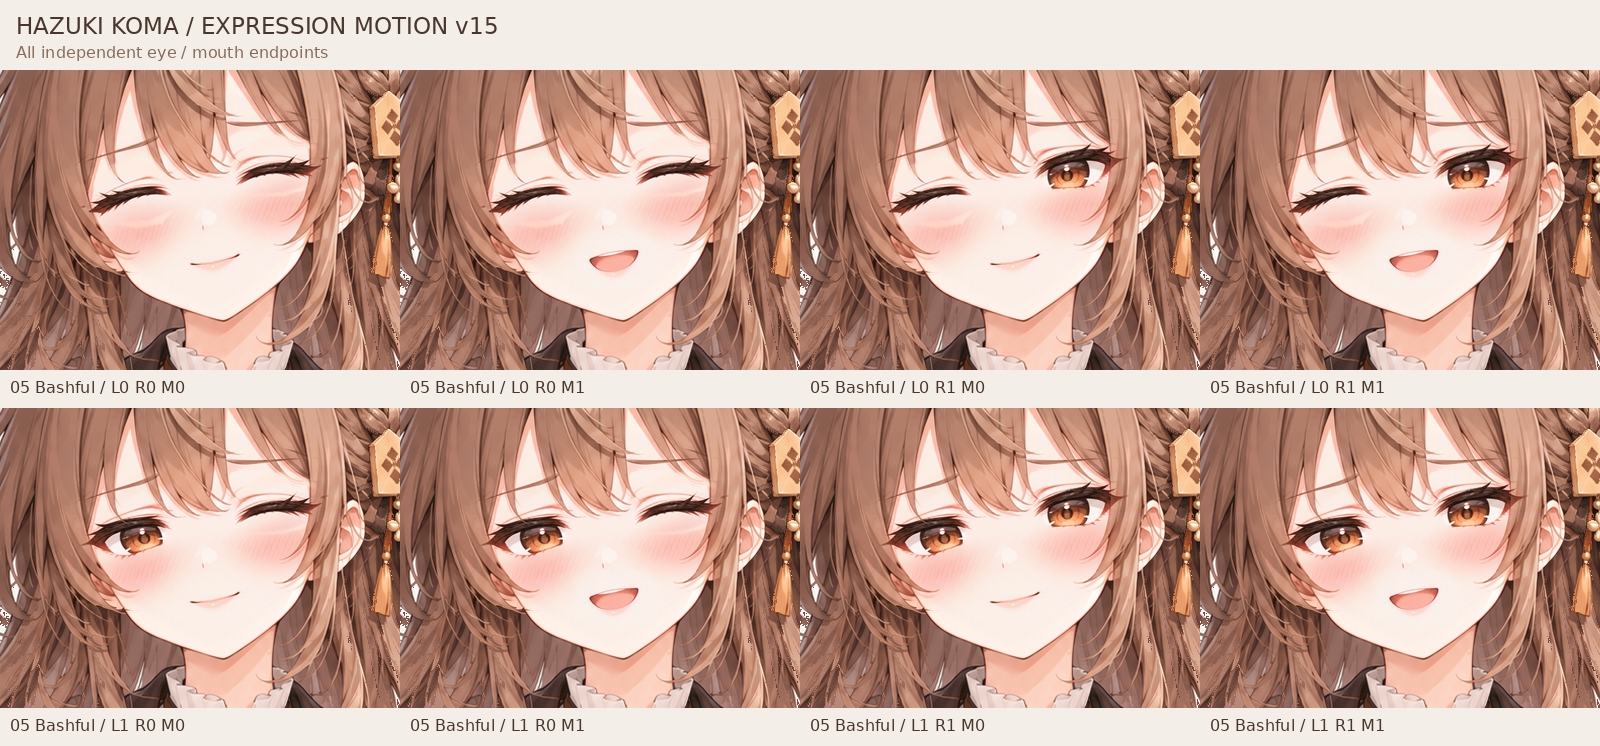 HAZUKI KOMA / EXPRESSION MOTION v15
All independent eye / mouth endpoints
05 Bashful / L0 R0 M0
05 Bashful / L0 R0 M1
05 Bashful / L0 R1 M0
05 Bashful / L0 R1 M1
05 Bashful / L1 R0 M0
05 Bashful / L1 R0 M1
05 Bashful / L1 R1 M0
05 Bashful / L1 R1 M1